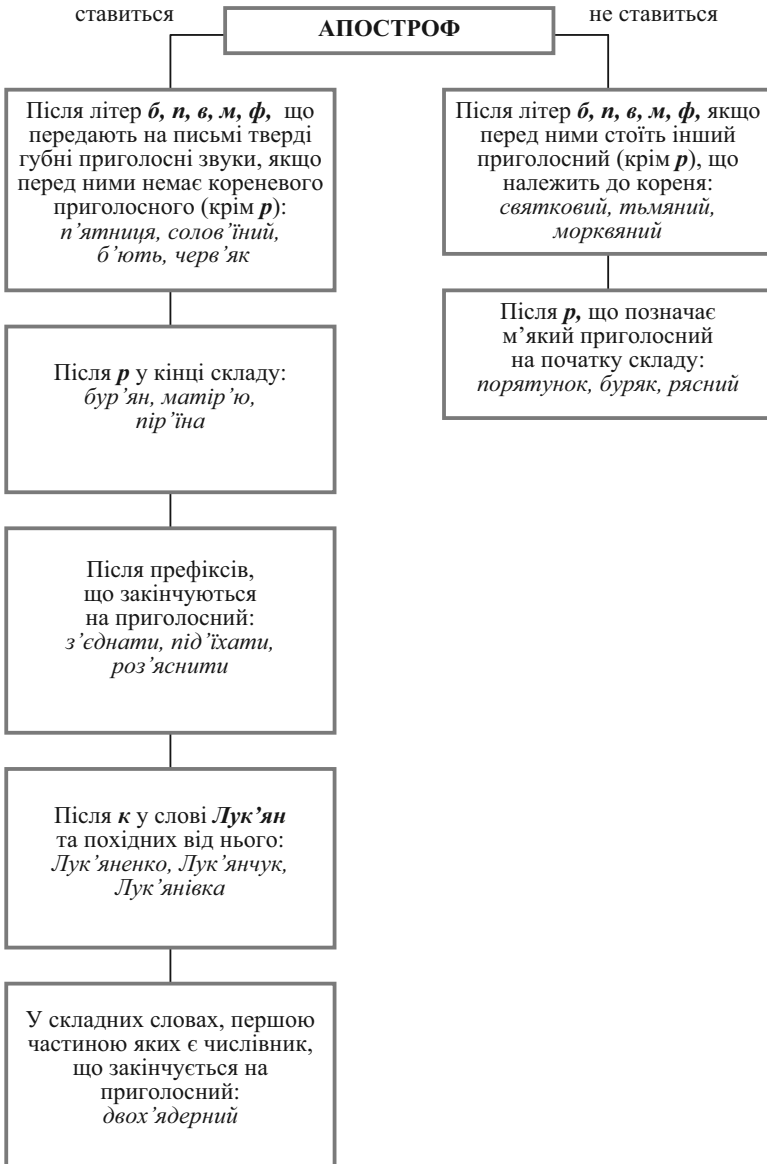 ставиться
АПОСТРОФ
не ставиться
Після літер б, п, в, м, ф, що
передають на письмі тверді
губні приголосні звуки, якщо
перед ними немає кореневого
приголосного (крім р):
п’ятниця, солов’їний,
б’ють, черв’як
Після р у кінці складу:
бур’ян, матір’ю,
пір’їна
Після префіксів,
що закінчуються
на приголосний:
з’єднати, під’їхати,
роз’яснити
Після к у слові Лук’ян
та похідних від нього:
Лук’яненко, Лук’янчук,
Лук’янівка
У складних словах, першою
частиною яких є числівник,
що закінчується на
приголосний:
двох’ядерний
Після літер б, п, в, м, ф, якщо
перед ними стоїть інший
приголосний (крім р), що
належить до кореня:
святковий, тьмяний,
морквяний
Після р, що позначає
м’який приголосний
на початку складу:
порятунок, буряк, рясний